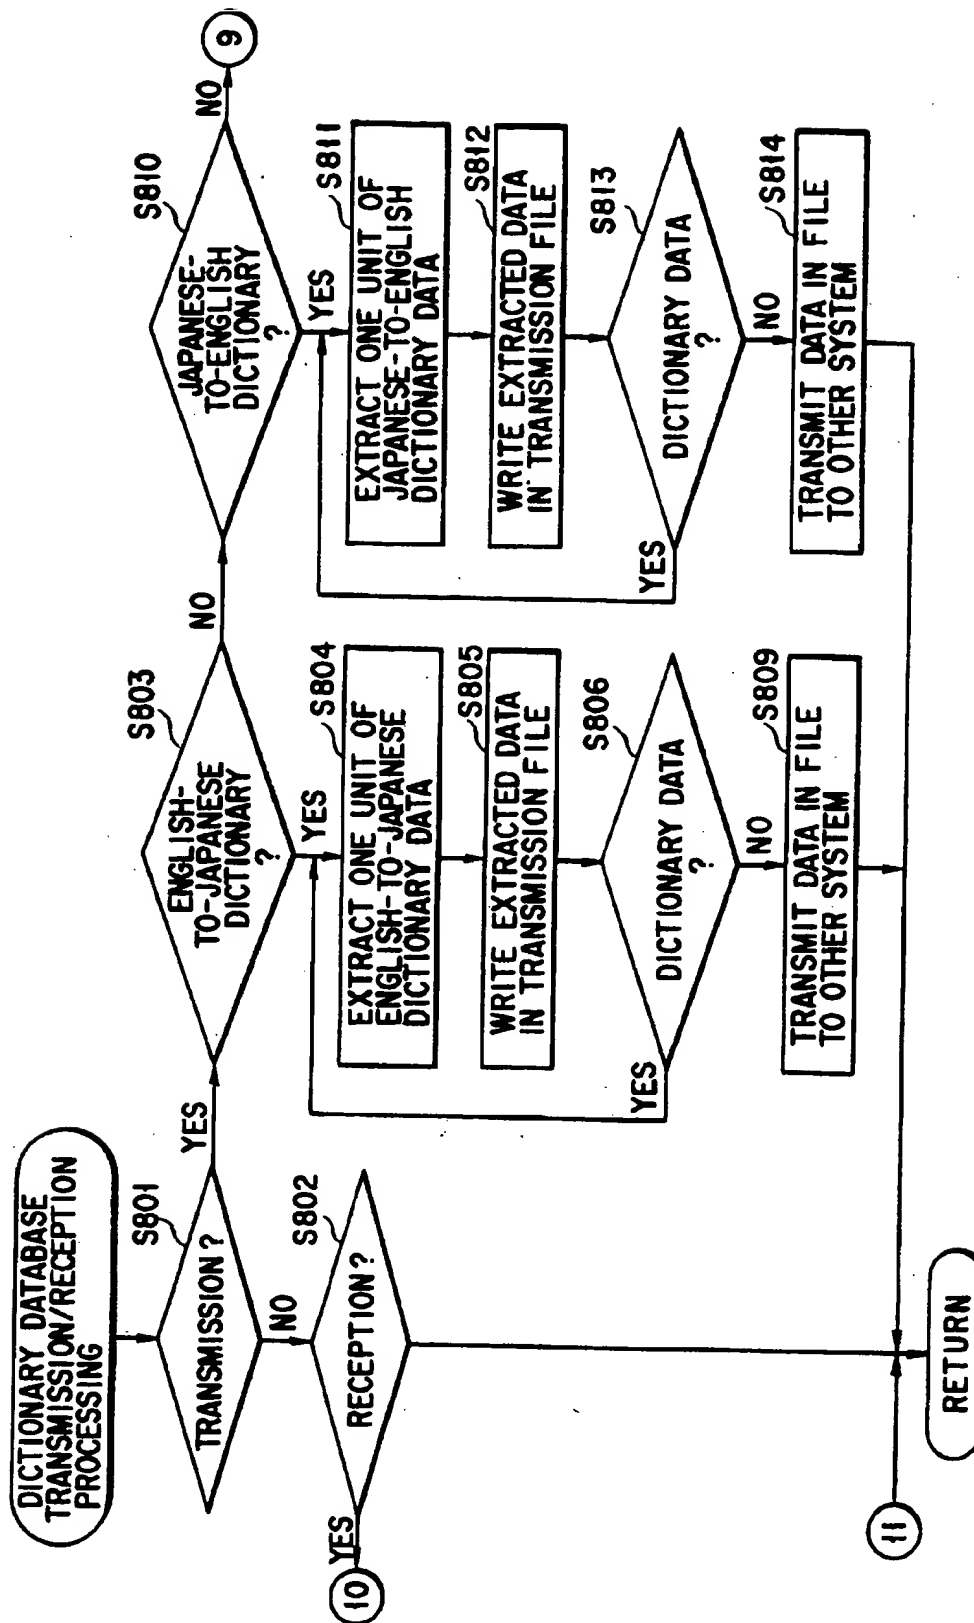 DICTIONARY DATABASE
TRANSMISSION/RECEPTION
PROCESSING
S801
TRANSMISSION?
YES
NO
S802
RECEPTION?
YES
10
S803
ENGLISH-
TO-JAPANESE
DICTIONARY
?
NO
YES
S804
EXTRACT ONE UNIT OF
ENGLISH-TO-JAPANESE
DICTIONARY DATA
S805
WRITE EXTRACTED DATA
IN TRANSMISSION FILE
S806
DICTIONARY DATA
?
YES
NO
S809
TRANSMIT DATA IN FILE
TO OTHER SYSTEM
S810
JAPANESE-
TO-ENGLISH
DICTIONARY
?
NO
9
YES
S811
EXTRACT ONE UNIT OF
JAPANESE-TO-ENGLISH
DICTIONARY DATA
S812
WRITE EXTRACTED DATA
IN TRANSMISSION FILE
S813
DICTIONARY DATA
?
YES
NO
S814
TRANSMIT DATA IN FILE
TO OTHER SYSTEM
11
RETURN